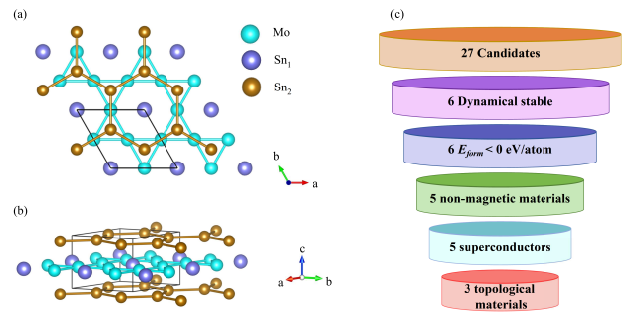 (a)
Mo
Sn₁
Sn₂
b
a
(b)
c
a
b
(c)
27 Candidates
6 Dynamical stable
6 E_form < 0 eV/atom
5 non-magnetic materials
5 superconductors
3 topological
materials